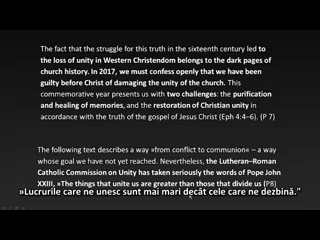 The fact that the struggle for this truth in the sixteenth century led to
the loss of unity in Western Christendom belongs to the dark pages of
church history. In 2017, we must confess openly that we have been
guilty before Christ of damaging the unity of the church. This
commemorative year presents us with two challenges: the purification
and healing of memories, and the restoration of Christian unity in
accordance with the truth of the gospel of Jesus Christ (Eph 4:4–6). (P 7)
The following text describes a way »from conflict to communion« – a way
whose goal we have not yet reached. Nevertheless, the Lutheran–Roman
Catholic Commission on Unity has taken seriously the words of Pope John
XXIII, »The things that unite us are greater than those that divide us (P8)
»Lucrurile care ne unesc sunt mai mari decât cele care ne dezbină."